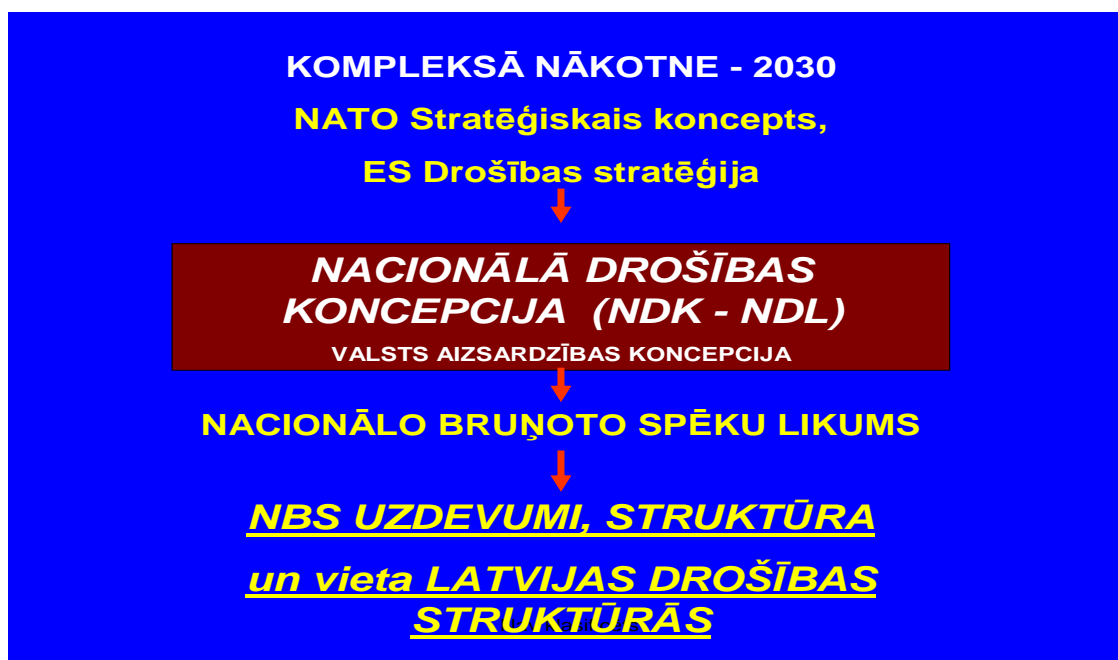 KOMPLEKSĀ NĀKOTNE - 2030
NATO Stratēģiskais koncepts,
ES Drošības stratēģija
NACIONĀLĀ DROŠĪBAS
KONCEPCIJA (NDK - NDL)
VALSTS AIZSARDZĪBAS KONCEPCIJA
NACIONĀLO BRUŅOTO SPĒKU LIKUMS
NBS UZDEVUMI, STRUKTŪRA
un vieta LATVIJAS DROŠĪBAS
STRUKTŪRĀS